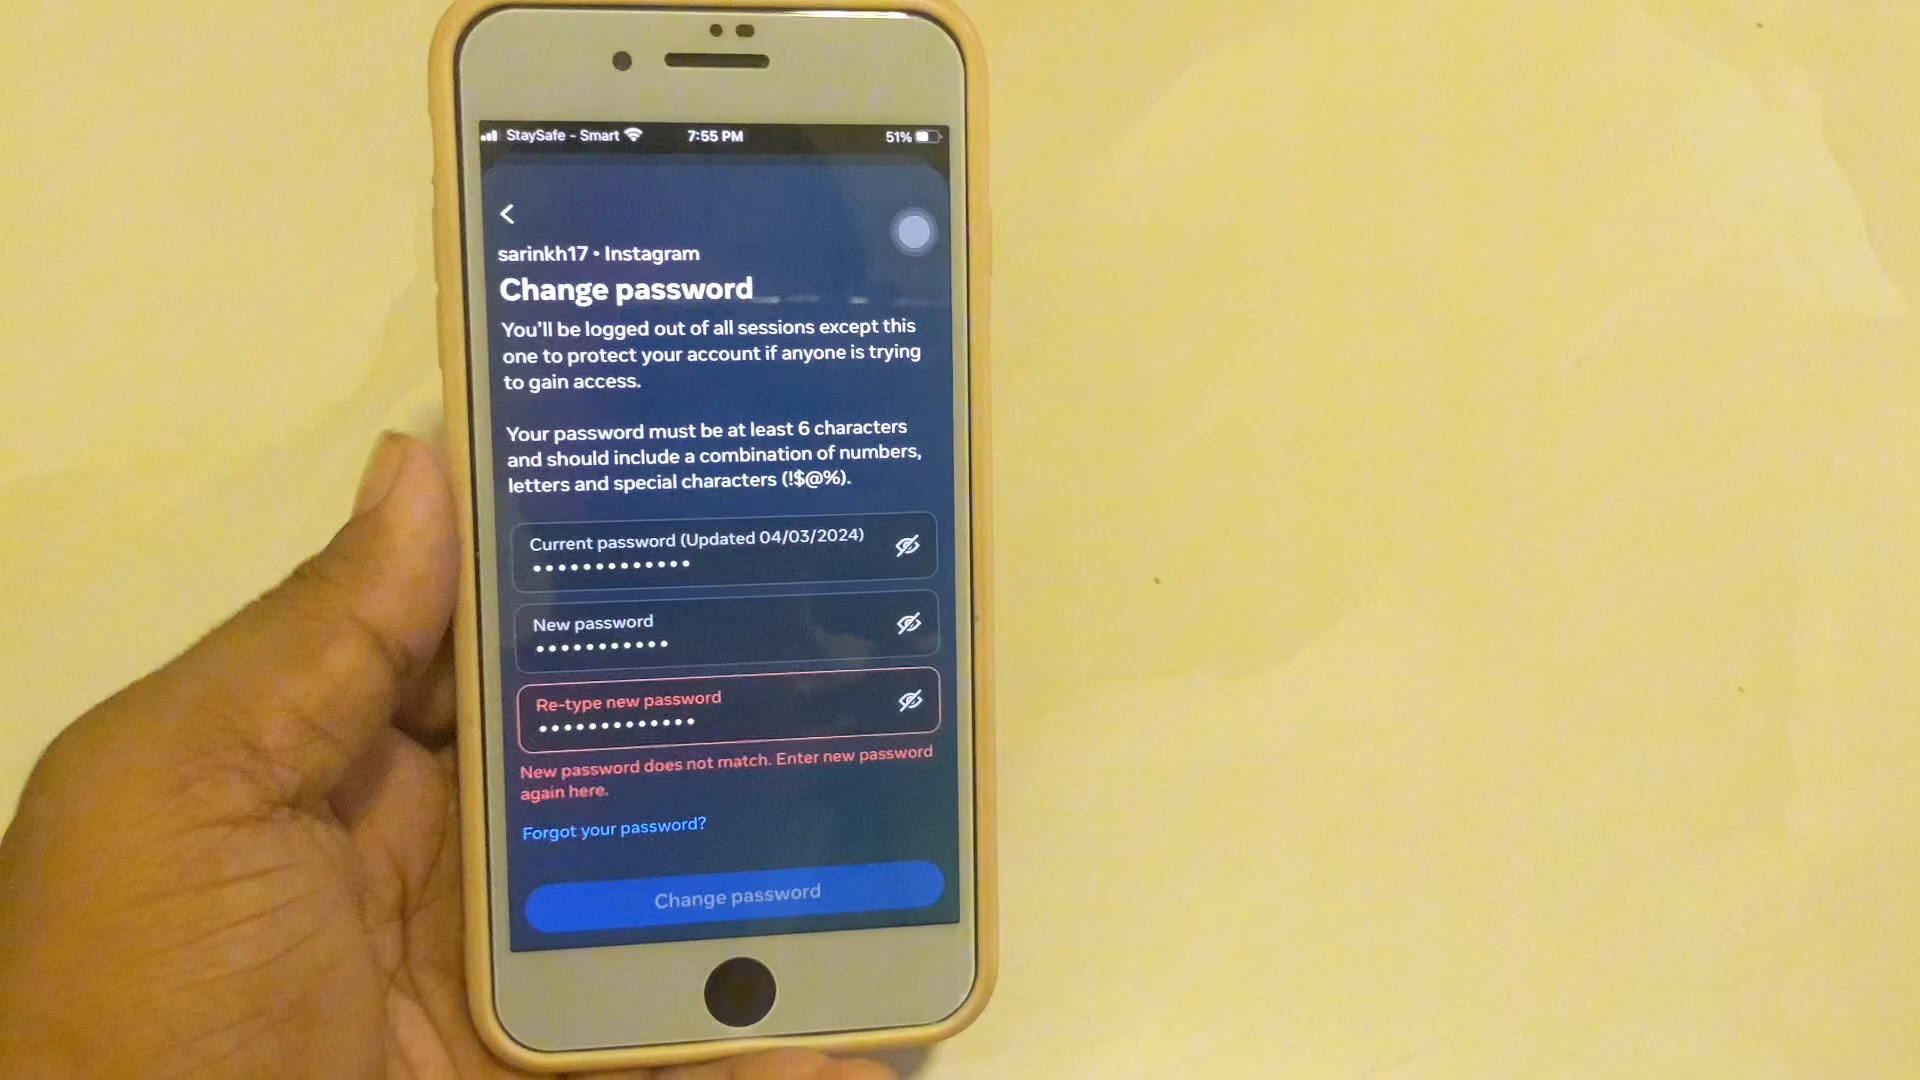 StaySafe - Smart 7:55 PM 51%
sarinkh17 • Instagram
Change password
You'll be logged out of all sessions except this
one to protect your account if anyone is trying
to gain access.
Your password must be at least 6 characters
and should include a combination of numbers,
letters and special characters (!$@%).
Current password (Updated 04/03/2024)
•••••••••••••
New password
•••••••••••
Re-type new password
•••••••••••••
New password does not match. Enter new password
again here.
Forgot your password?
Change password